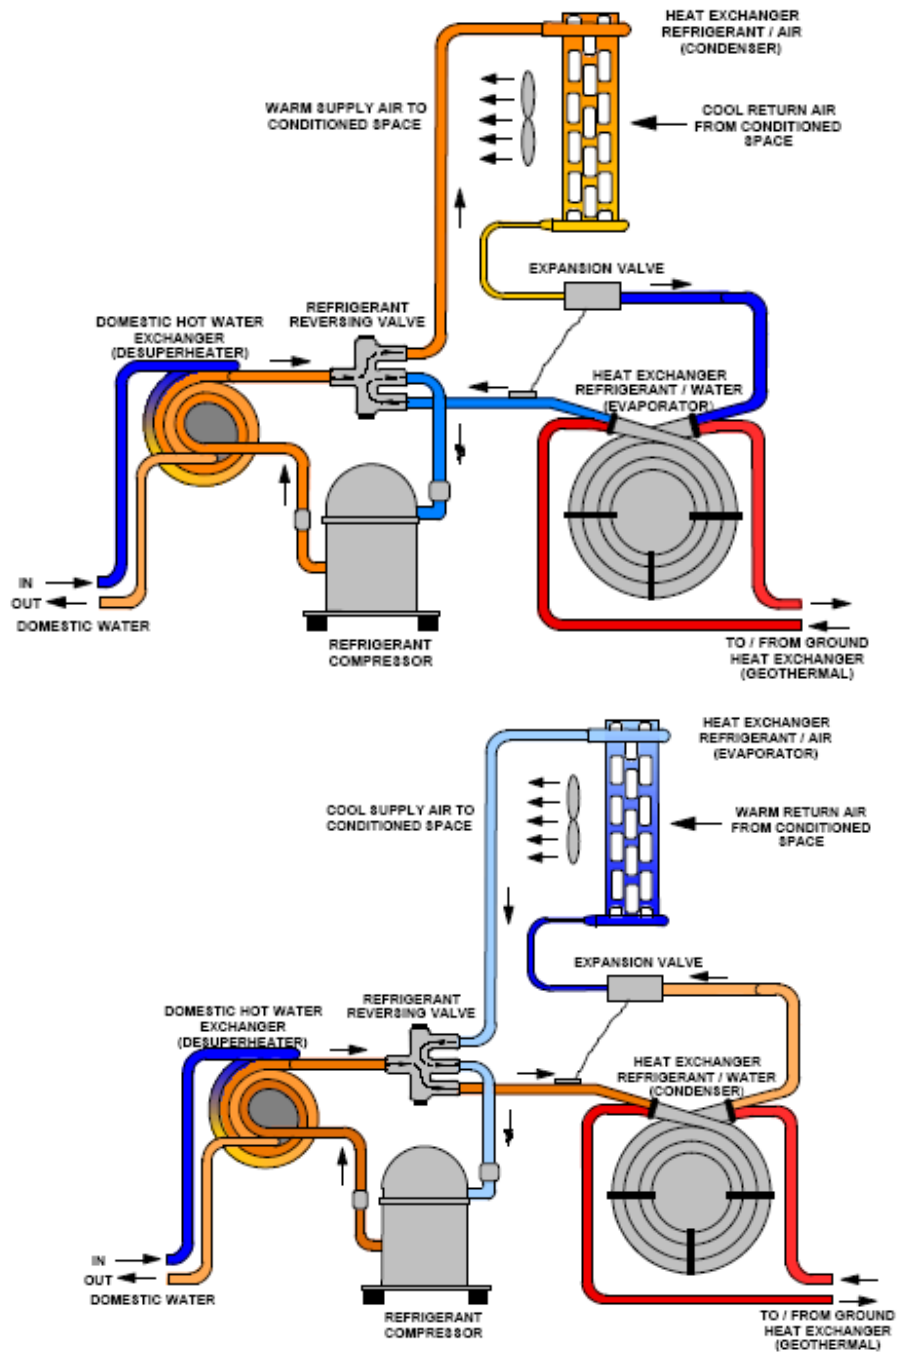 HEAT EXCHANGER
REFRIGERANT / AIR
(CONDENSER)
WARM SUPPLY AIR TO
CONDITIONED SPACE
COOL RETURN AIR
FROM CONDITIONED
SPACE
EXPANSION VALVE
REFRIGERANT
REVERSING VALVE
DOMESTIC HOT WATER
EXCHANGER
(DESUPERHEATER)
HEAT EXCHANGER
REFRIGERANT / WATER
(EVAPORATOR)
IN
OUT
DOMESTIC WATER
REFRIGERANT
COMPRESSOR
TO / FROM GROUND
HEAT EXCHANGER
(GEOTHERMAL)
HEAT EXCHANGER
REFRIGERANT / AIR
(EVAPORATOR)
COOL SUPPLY AIR TO
CONDITIONED SPACE
WARM RETURN AIR
FROM CONDITIONED
SPACE
EXPANSION VALVE
REFRIGERANT
REVERSING VALVE
DOMESTIC HOT WATER
EXCHANGER
(DESUPERHEATER)
HEAT EXCHANGER
REFRIGERANT / WATER
(CONDENSER)
IN
OUT
DOMESTIC WATER
REFRIGERANT
COMPRESSOR
TO / FROM GROUND
HEAT EXCHANGER
(GEOTHERMAL)